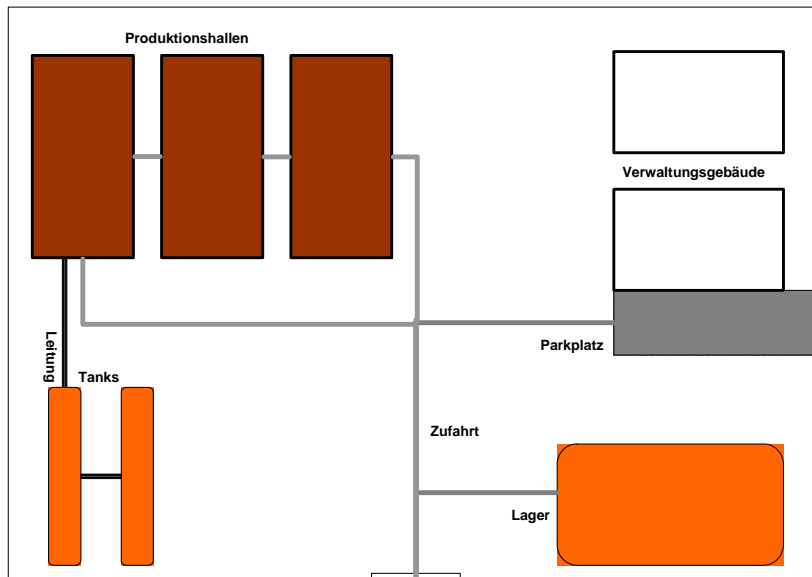 Produktionshallen
Verwaltungsgebäude
Leitung
Tanks
Parkplatz
Zufahrt
Lager